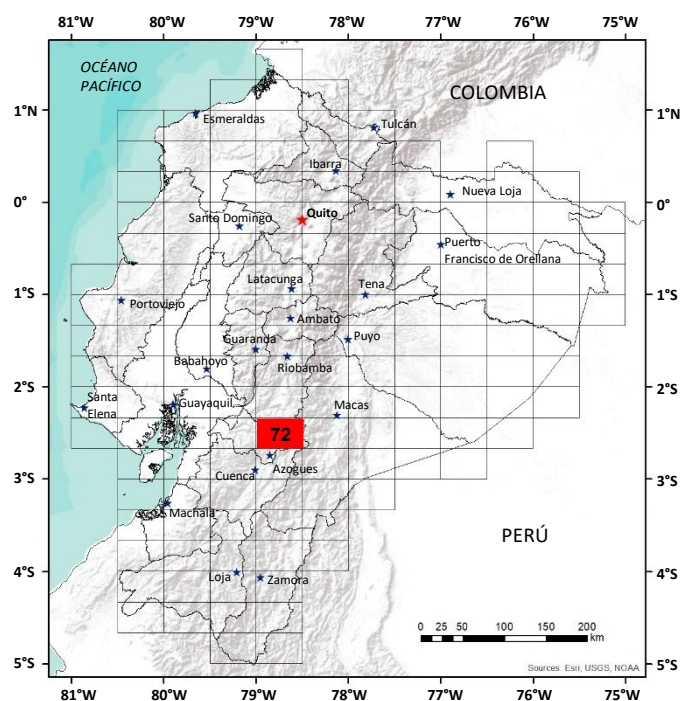 81°W 80°W 79°W 78°W 77°W 76°W 75°W
OCÉANO
PACÍFICO
COLOMBIA
1°N
1°N
Esmeraldas
Tulcán
Ibarra
Nueva Loja
0°
0°
Santo Domingo
Quito
Puerto
Francisco de Orellana
Latacunga
Tena
1°S
1°S
Portoviejo
Ambato
Guaranda
Puyo
Babahoyo
Riobamba
2°S
2°S
Santa
Elena
Guayaquil
Macas
72
Azogues
Cuenca
3°S
3°S
Machala
PERÚ
4°S
4°S
Loja
Zamora
0 25 50 100 150 200
km
5°S
5°S
Sources: Esri, USGS, NOAA
81°W 80°W 79°W 78°W 77°W 76°W 75°W